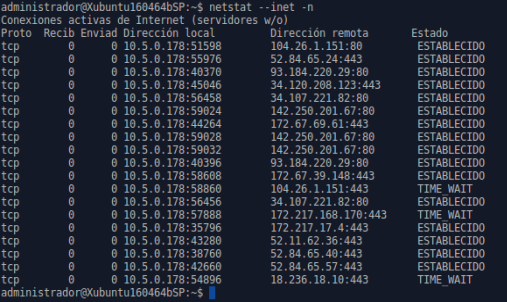 administrador@Xubuntu160464bSP:~$ netstat --inet -n
Conexiones activas de Internet (servidores w/o)
Proto  Recib Enviad Dirección local         Dirección remota       Estado
tcp        0      0 10.5.0.178:51598        104.26.1.151:80         ESTABLECIDO
tcp        0      0 10.5.0.178:55976        52.84.65.24:443         ESTABLECIDO
tcp        0      0 10.5.0.178:40370        93.184.220.29:80        ESTABLECIDO
tcp        0      0 10.5.0.178:45046        34.120.208.123:443      ESTABLECIDO
tcp        0      0 10.5.0.178:56458        34.107.221.82:80        ESTABLECIDO
tcp        0      0 10.5.0.178:59024        142.250.201.67:80       ESTABLECIDO
tcp        0      0 10.5.0.178:44264        172.67.69.61:443        ESTABLECIDO
tcp        0      0 10.5.0.178:59028        142.250.201.67:80       ESTABLECIDO
tcp        0      0 10.5.0.178:59032        142.250.201.67:80       ESTABLECIDO
tcp        0      0 10.5.0.178:40396        93.184.220.29:80        ESTABLECIDO
tcp        0      0 10.5.0.178:58608        172.67.39.148:443       ESTABLECIDO
tcp        0      0 10.5.0.178:58860        104.26.1.151:443        TIME_WAIT
tcp        0      0 10.5.0.178:56456        34.107.221.82:80        ESTABLECIDO
tcp        0      0 10.5.0.178:57888        172.217.168.170:443     TIME_WAIT
tcp        0      0 10.5.0.178:35796        172.217.17.4:443        ESTABLECIDO
tcp        0      0 10.5.0.178:43280        52.11.62.36:443         ESTABLECIDO
tcp        0      0 10.5.0.178:38760        52.84.65.40:443         ESTABLECIDO
tcp        0      0 10.5.0.178:42660        52.84.65.57:443         ESTABLECIDO
tcp        0      0 10.5.0.178:54896        18.236.18.10:443        TIME_WAIT
administrador@Xubuntu160464bSP:~$